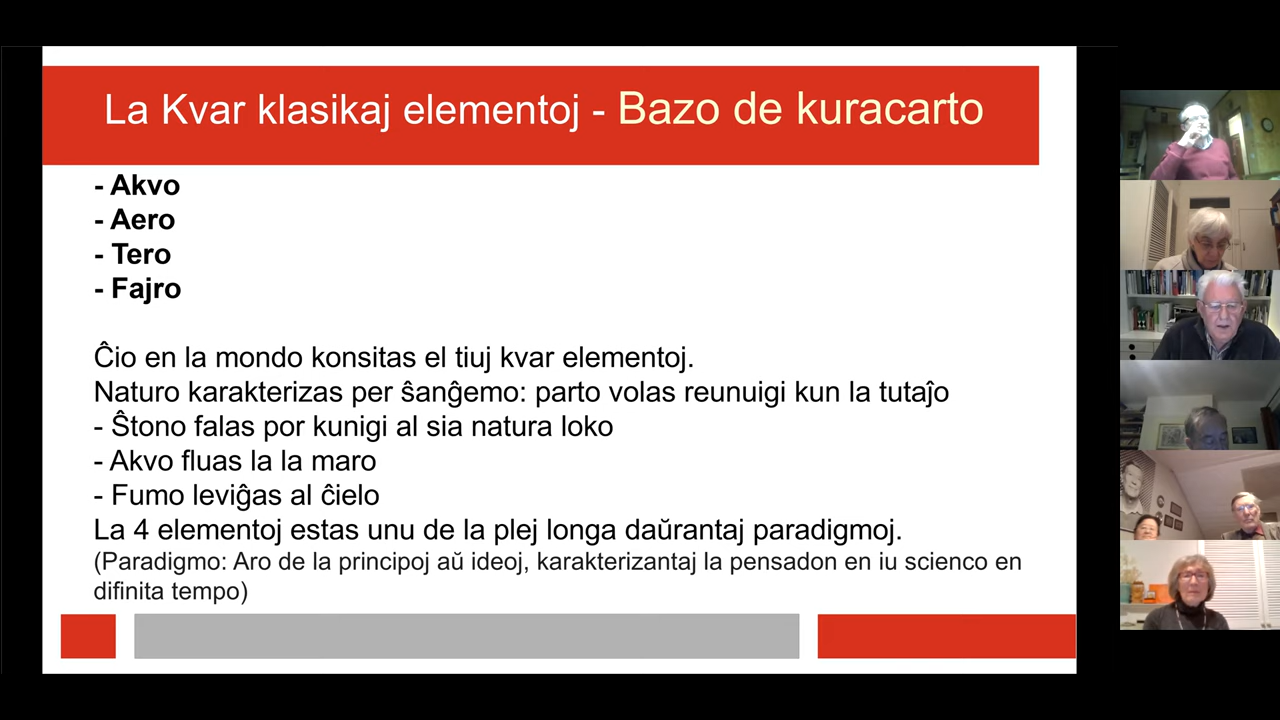 La Kvar klasikaj elementoj - Bazo de kuracarto
- Akvo
- Aero
- Tero
- Fajro
Ĉio en la mondo konsitas el tiuj kvar elementoj.
Naturo karakterizas per ŝanĝemo: parto volas reunuigi kun la tutaĵo
- Ŝtono falas por kunigi al sia natura loko
- Akvo fluas la la maro
- Fumo leviĝas al ĉielo
La 4 elementoj estas unu de la plej longa daŭrantaj paradigmoj.
(Paradigmo: Aro de la principoj aŭ ideoj, karakterizantaj la pensadon en iu scienco en
difinita tempo)